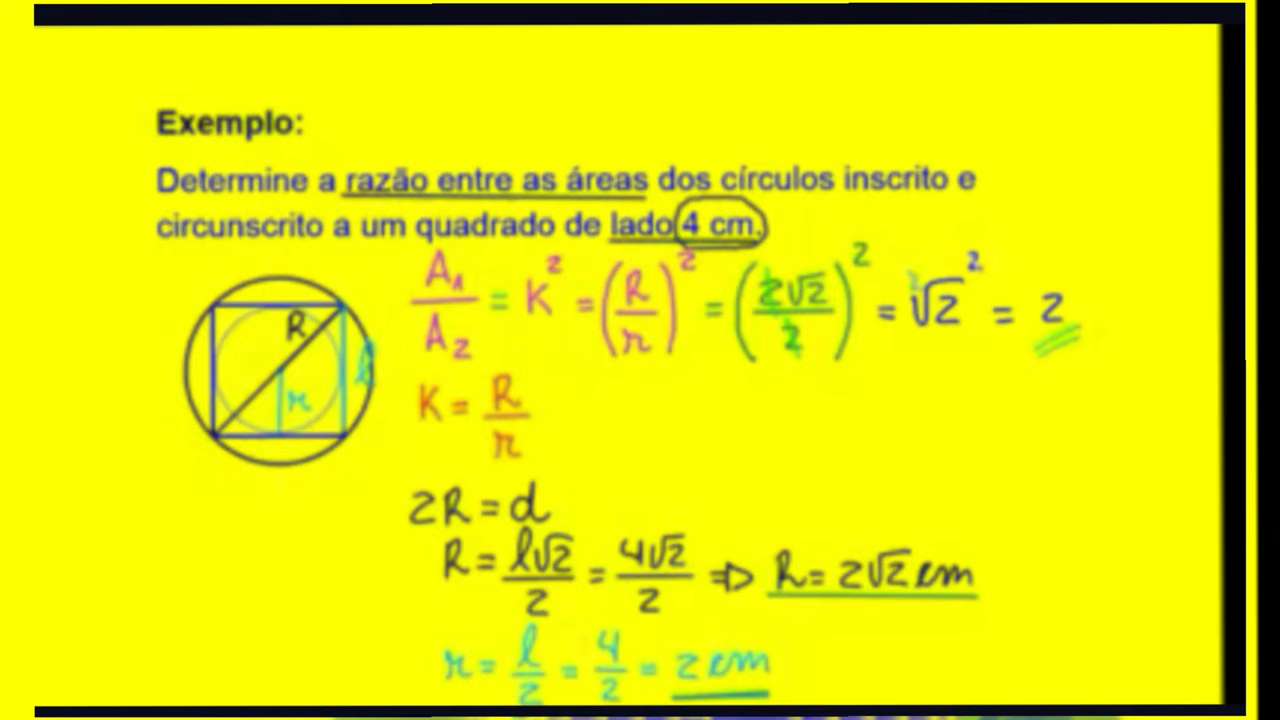 Exemplo:
Determine a razão entre as áreas dos círculos inscrito e
circunscrito a um quadrado de lado 4 cm.
A₁/A₂ = K² = (R/r)² = (2√2/2)² = ²√2² = 2
K = R/r
2R = d
R = l√2/2 = 4√2/2 ⇒ R = 2√2 cm
r = l/2 = 4/2 = 2 cm
R
l
r